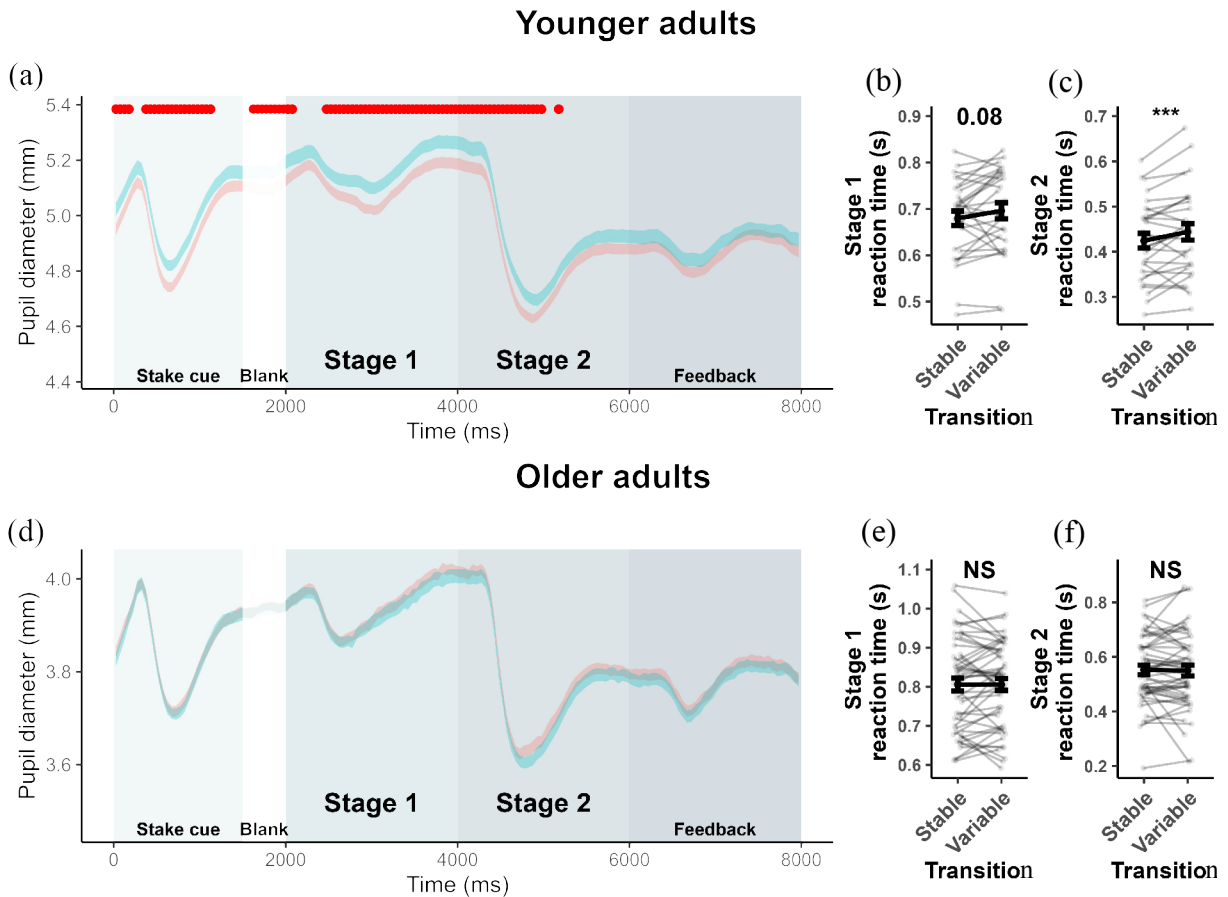 Younger adults
(a)
5.4
5.2
5.0
4.8
4.6
4.4
Pupil diameter (mm)
Stake cue
Blank
Stage 1
Stage 2
Feedback
0
2000
4000
6000
8000
Time (ms)
(b)
0.08
0.9
0.8
0.7
0.6
0.5
Stage 1
reaction time (s)
Stable
Variable
Transition
(c)
***
0.7
0.6
0.5
0.4
0.3
Stage 2
reaction time (s)
Stable
Variable
Transition
Older adults
(d)
4.0
3.8
3.6
Pupil diameter (mm)
Stake cue
Blank
Stage 1
Stage 2
Feedback
0
2000
4000
6000
8000
Time (ms)
(e)
NS
1.1
1.0
0.9
0.8
0.7
0.6
Stage 1
reaction time (s)
Stable
Variable
Transition
(f)
NS
0.8
0.6
0.4
0.2
Stage 2
reaction time (s)
Stable
Variable
Transition